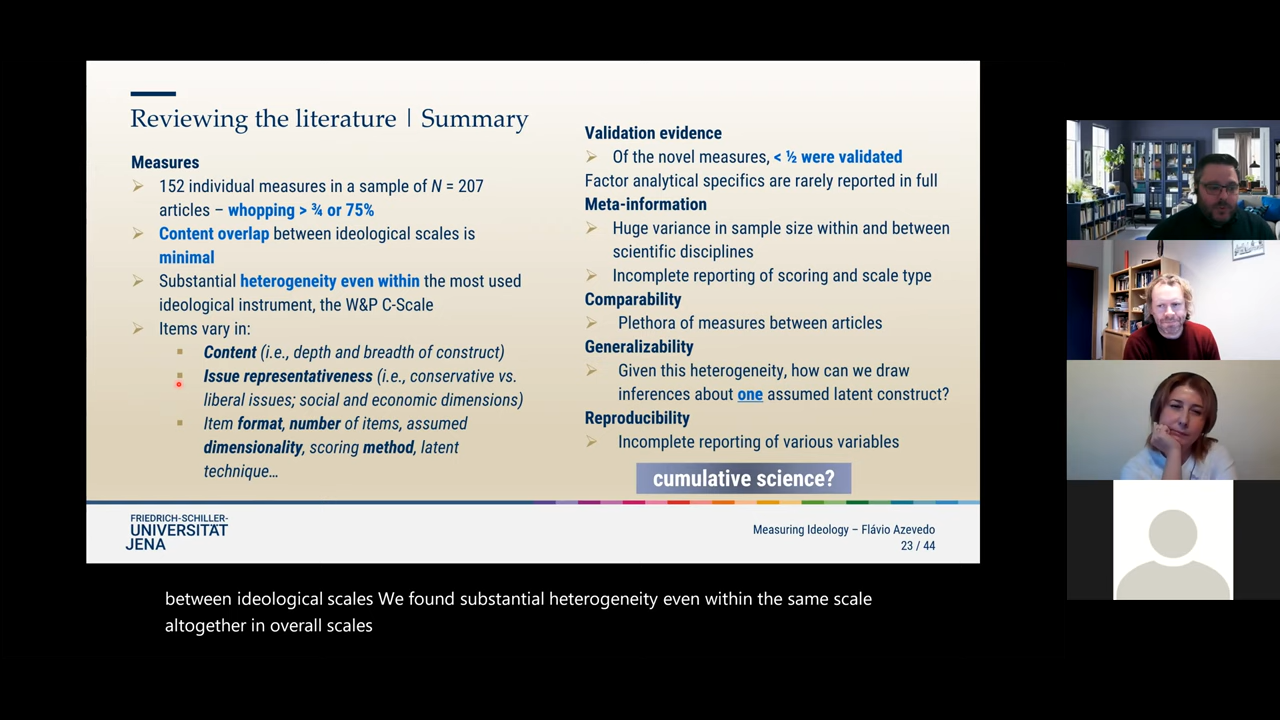 Reviewing the literature | Summary
Measures
152 individual measures in a sample of N = 207
articles – whopping > ¾ or 75%
Content overlap between ideological scales is
minimal
Substantial heterogeneity even within the most used
ideological instrument, the W&P C-Scale
Items vary in:
Content (i.e., depth and breadth of construct)
Issue representativeness (i.e., conservative vs.
liberal issues; social and economic dimensions)
Item format, number of items, assumed
dimensionality, scoring method, latent
technique…
Validation evidence
Of the novel measures, < ½ were validated
Factor analytical specifics are rarely reported in full
Meta-information
Huge variance in sample size within and between
scientific disciplines
Incomplete reporting of scoring and scale type
Comparability
Plethora of measures between articles
Generalizability
Given this heterogeneity, how can we draw
inferences about one assumed latent construct?
Reproducibility
Incomplete reporting of various variables
cumulative science?
FRIEDRICH-SCHILLER-
UNIVERSITÄT
JENA
Measuring Ideology – Flávio Azevedo
23 / 44
between ideological scales We found substantial heterogeneity even within the same scale
altogether in overall scales